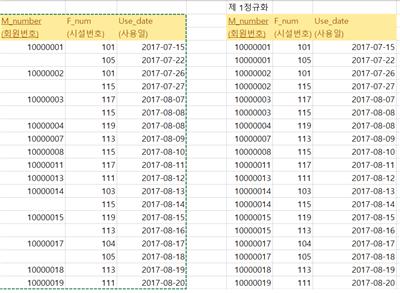 제 1정규화
M_number F_num Use_date M_number F_num Use_date
(회원번호) (시설번호) (사용일) (회원번호) (시설번호) (사용일)
10000001 101 2017-07-15 10000001 101 2017-07-15
105 2017-07-22 10000001 105 2017-07-22
10000002 101 2017-07-26 10000002 101 2017-07-26
115 2017-07-27 10000002 115 2017-07-27
10000003 117 2017-08-07 10000003 117 2017-08-07
115 2017-08-08 10000003 115 2017-08-08
10000004 119 2017-08-08 10000004 119 2017-08-08
10000007 113 2017-08-09 10000007 113 2017-08-09
10000008 115 2017-08-10 10000008 115 2017-08-10
10000011 117 2017-08-11 10000011 117 2017-08-11
10000013 111 2017-08-12 10000013 111 2017-08-12
10000014 103 2017-08-13 10000014 103 2017-08-13
115 2017-08-14 10000014 115 2017-08-14
10000015 119 2017-08-15 10000015 119 2017-08-15
113 2017-08-16 10000015 113 2017-08-16
10000017 104 2017-08-17 10000017 104 2017-08-17
105 2017-08-18 10000017 105 2017-08-18
10000018 113 2017-08-19 10000018 113 2017-08-19
10000019 111 2017-08-20 10000019 111 2017-08-20